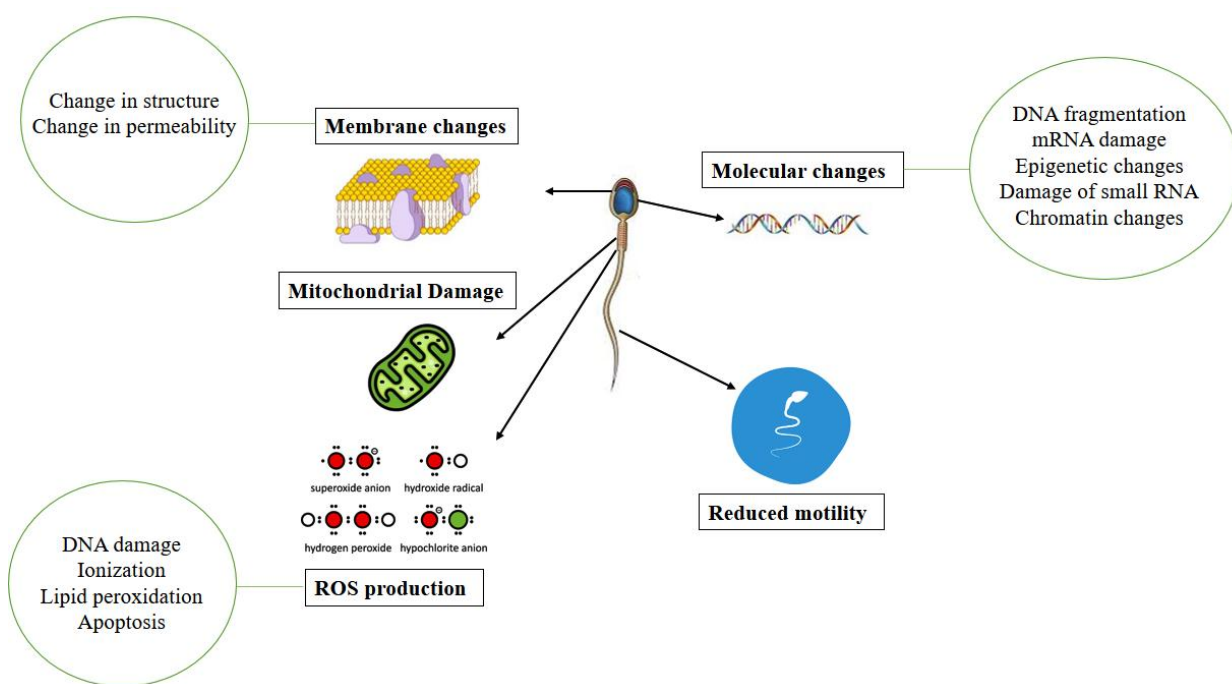 Change in structure
Change in permeability
Membrane changes
Molecular changes
DNA fragmentation
mRNA damage
Epigenetic changes
Damage of small RNA
Chromatin changes
Mitochondrial Damage
superoxide anion
hydroxide radical
hydrogen peroxide
hypochlorite anion
ROS production
DNA damage
Ionization
Lipid peroxidation
Apoptosis
Reduced motility